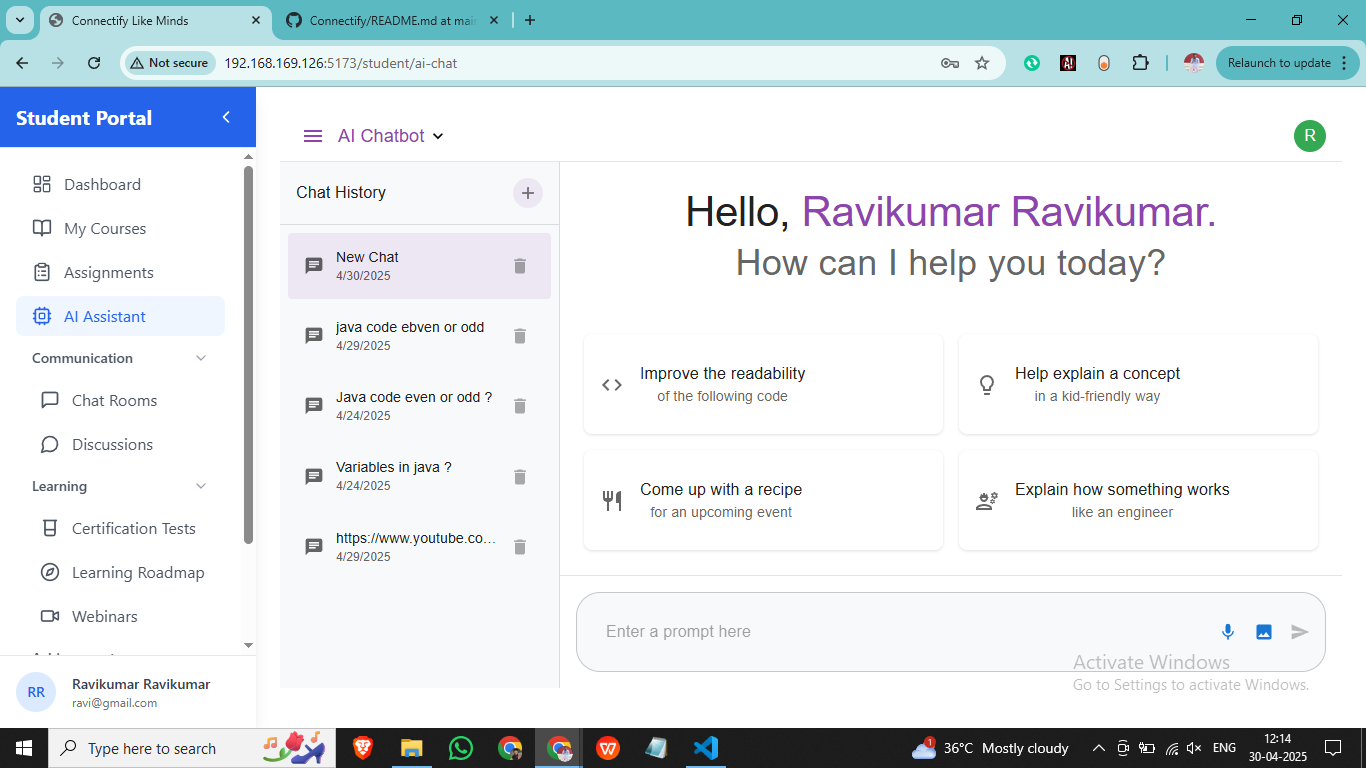 Connectify Like Minds
Connectify/README.md at mai
Not secure
192.168.169.126:5173/student/ai-chat
Relaunch to update
Student Portal
Dashboard
My Courses
Assignments
AI Assistant
Communication
Chat Rooms
Discussions
Learning
Certification Tests
Learning Roadmap
Webinars
RR
Ravikumar Ravikumar
ravi@gmail.com
AI Chatbot
R
Chat History
New Chat
4/30/2025
java code ebven or odd
4/29/2025
Java code even or odd ?
4/24/2025
Variables in java ?
4/24/2025
https://www.youtube.co...
4/29/2025
Hello, Ravikumar Ravikumar.
How can I help you today?
Improve the readability
of the following code
Help explain a concept
in a kid-friendly way
Come up with a recipe
for an upcoming event
Explain how something works
like an engineer
Enter a prompt here
Activate Windows
Go to Settings to activate Windows.
Type here to search
1
36°C Mostly cloudy
ENG
12:14
30-04-2025